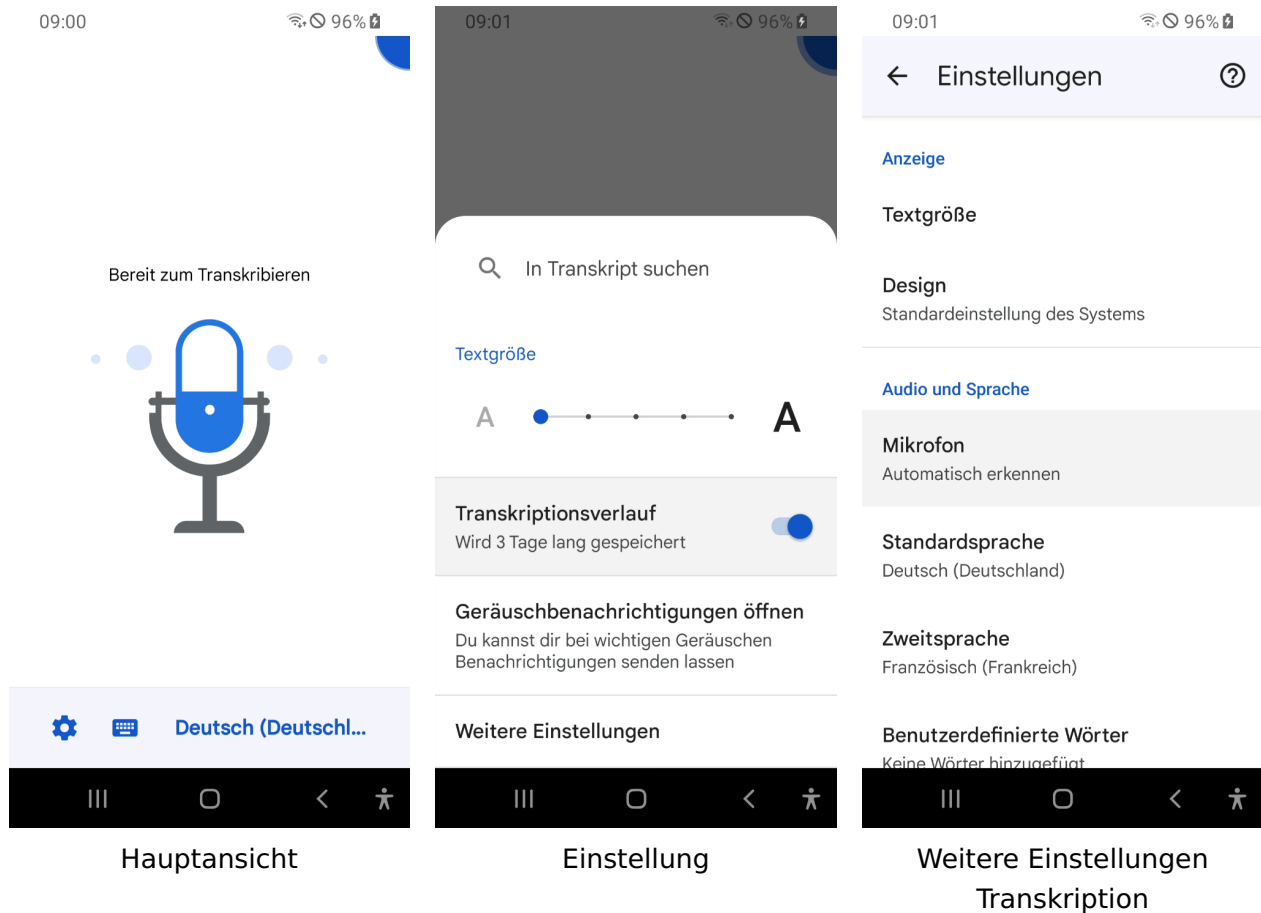 09:00 96%
Bereit zum Transkribieren
Deutsch (Deutschl...
Hauptansicht
09:01 96%
In Transkript suchen
Textgröße
A A
Transkriptionsverlauf
Wird 3 Tage lang gespeichert
Geräuschbenachrichtigungen öffnen
Du kannst dir bei wichtigen Geräuschen
Benachrichtigungen senden lassen
Weitere Einstellungen
Einstellung
09:01 96%
Einstellungen
Anzeige
Textgröße
Design
Standardeinstellung des Systems
Audio und Sprache
Mikrofon
Automatisch erkennen
Standardsprache
Deutsch (Deutschland)
Zweitsprache
Französisch (Frankreich)
Benutzerdefinierte Wörter
Keine Wörter hinzugefügt
Weitere Einstellungen
Transkription